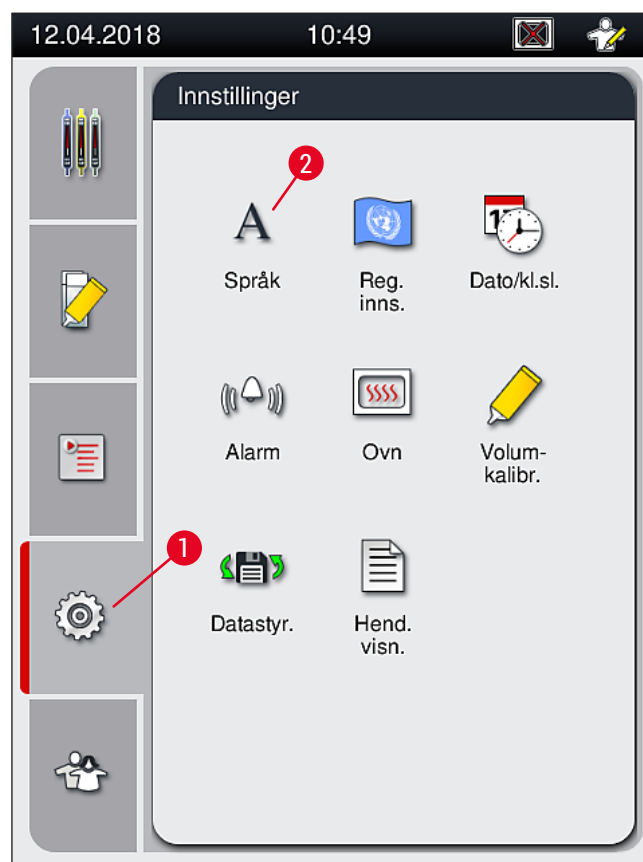 12.04.2018 10:49
Innstillinger
2
A
17
Språk
Reg.
inns.
Dato/kl.sl.
Alarm
Ovn
Volum-
kalibr.
1
Datastyr.
Hend.
visn.